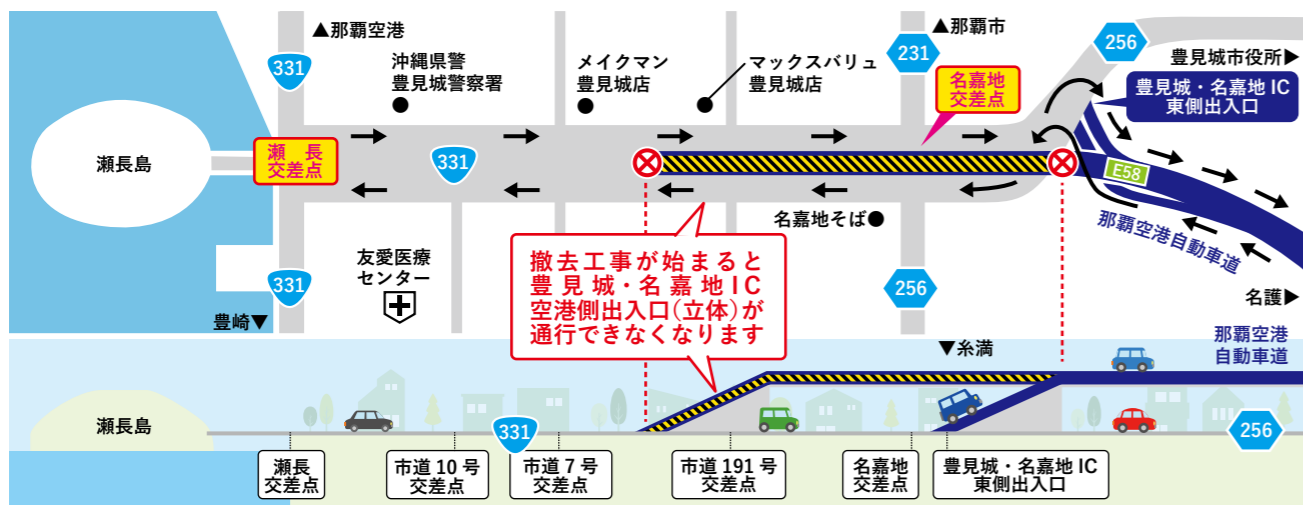 ▲那覇空港
331
沖縄県警
豊見城警察署
メイクマン
豊見城店
マックスバリュ
豊見城店
▲那覇市
231
256
豊見城市役所▶
豊見城・名嘉地IC
東側出入口
名嘉地
交差点
瀬長島
瀬長
交差点
331
E58
那覇空港自動車道
名嘉地そば
友愛医療
センター
331
豊崎▼
撤去工事が始まると
豊見城・名嘉地IC
空港側出入口(立体)が
通行できなくなります
256
名護▶
▼糸満
那覇空港
自動車道
瀬長島
331
256
瀬長
交差点
市道10号
交差点
市道7号
交差点
市道191号
交差点
名嘉地
交差点
豊見城・名嘉地IC
東側出入口